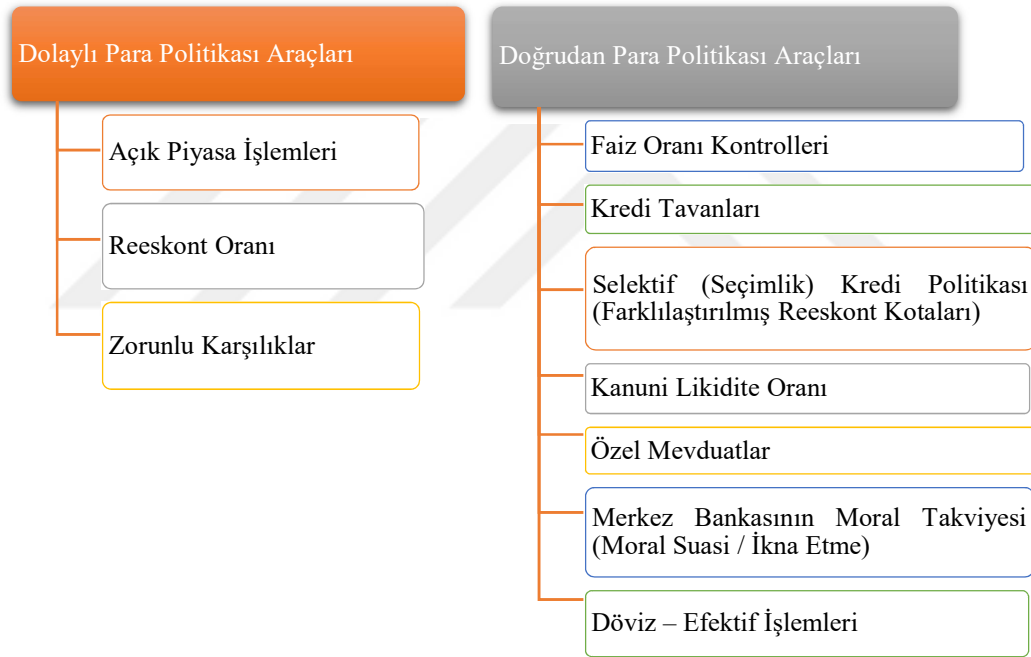 Dolaylı Para Politikası Araçları
Açık Piyasa İşlemleri
Reeskont Oranı
Zorunlu Karşılıklar
Doğrudan Para Politikası Araçları
Faiz Oranı Kontrolleri
Kredi Tavanları
Selektif (Seçimlik) Kredi Politikası
(Farklılaştırılmış Reeskont Kotaları)
Kanuni Likidite Oranı
Özel Mevduatlar
Merkez Bankasının Moral Takviyesi
(Moral Suasi / İkna Etme)
Döviz – Efektif İşlemleri